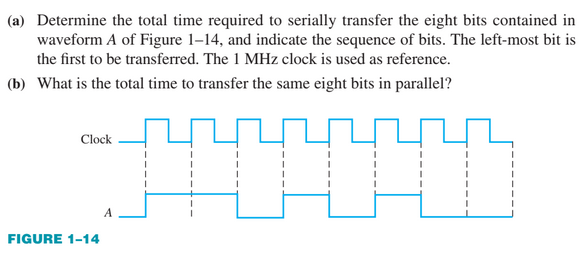 (a) Determine the total time required to serially transfer the eight bits contained in
waveform A of Figure 1–14, and indicate the sequence of bits. The left-most bit is
the first to be transferred. The 1 MHz clock is used as reference.
(b) What is the total time to transfer the same eight bits in parallel?
Clock
A
FIGURE 1–14